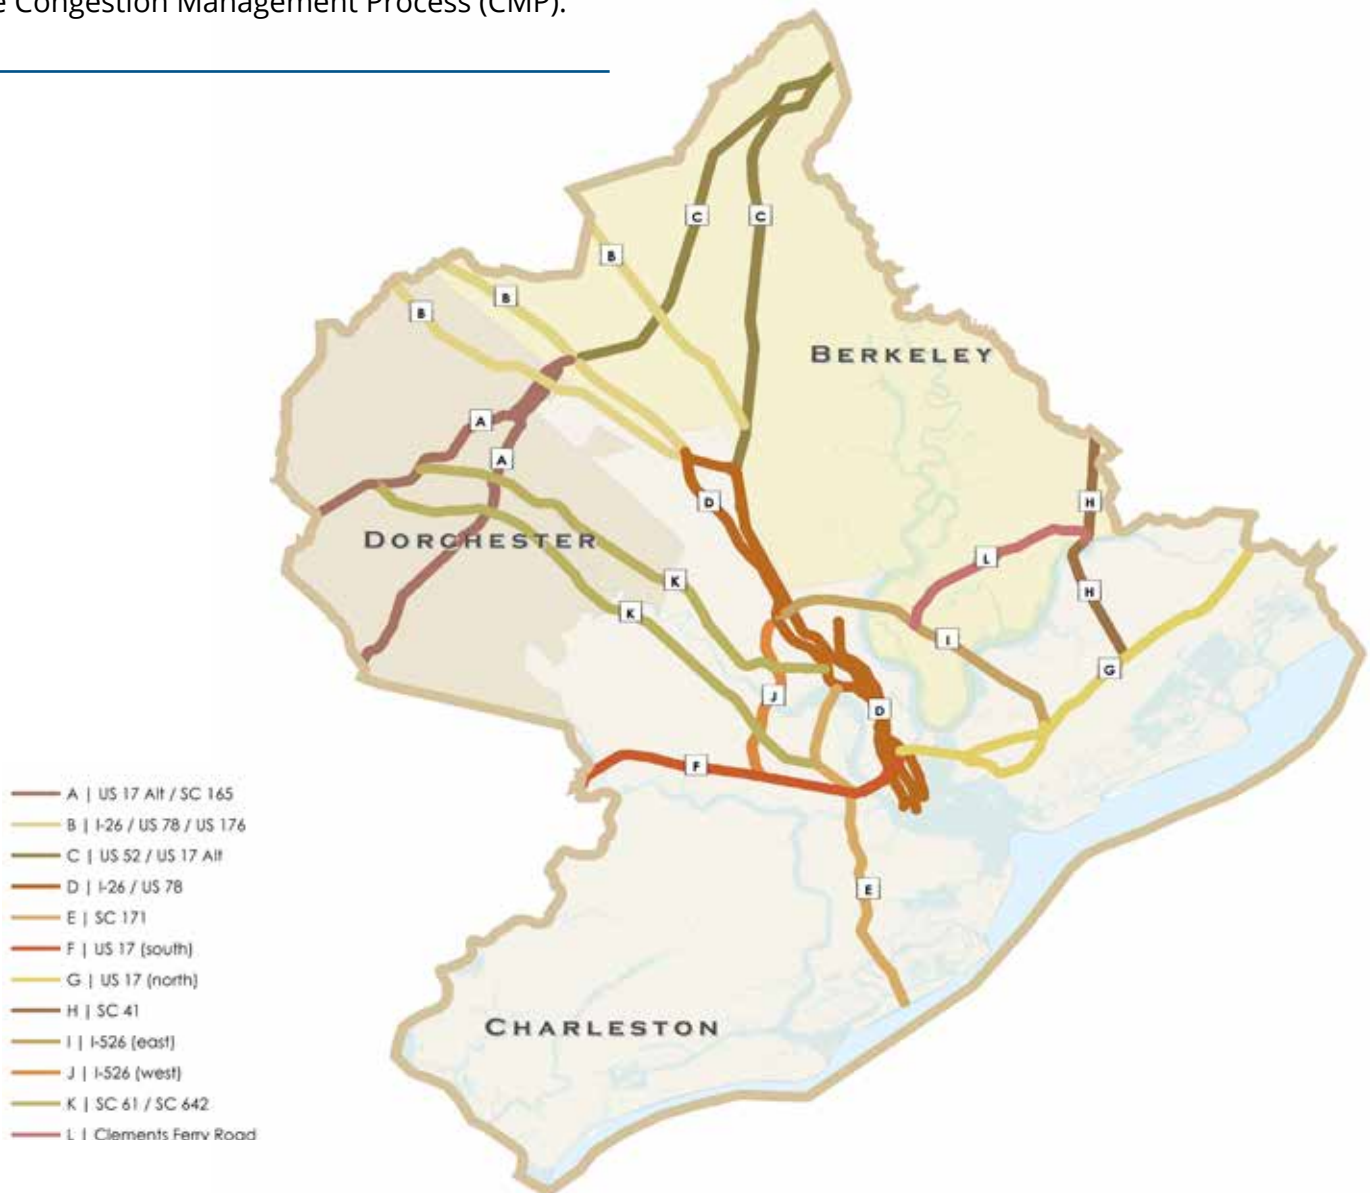 e Congestion Management Process (CMP).
C
C
B
B
B
BERKELEY
A
A
D
H
DORCHESTER
L
K
H
K
I
G
J
D
F
A | US 17 Alt / SC 165
B | I-26 / US 78 / US 176
C | US 52 / US 17 Alt
D | I-26 / US 78
E
E | SC 171
F | US 17 (south)
G | US 17 (north)
H | SC 41
CHARLESTON
I | I-526 (east)
J | I-526 (west)
K | SC 61 / SC 642
L | Clements Ferry Road